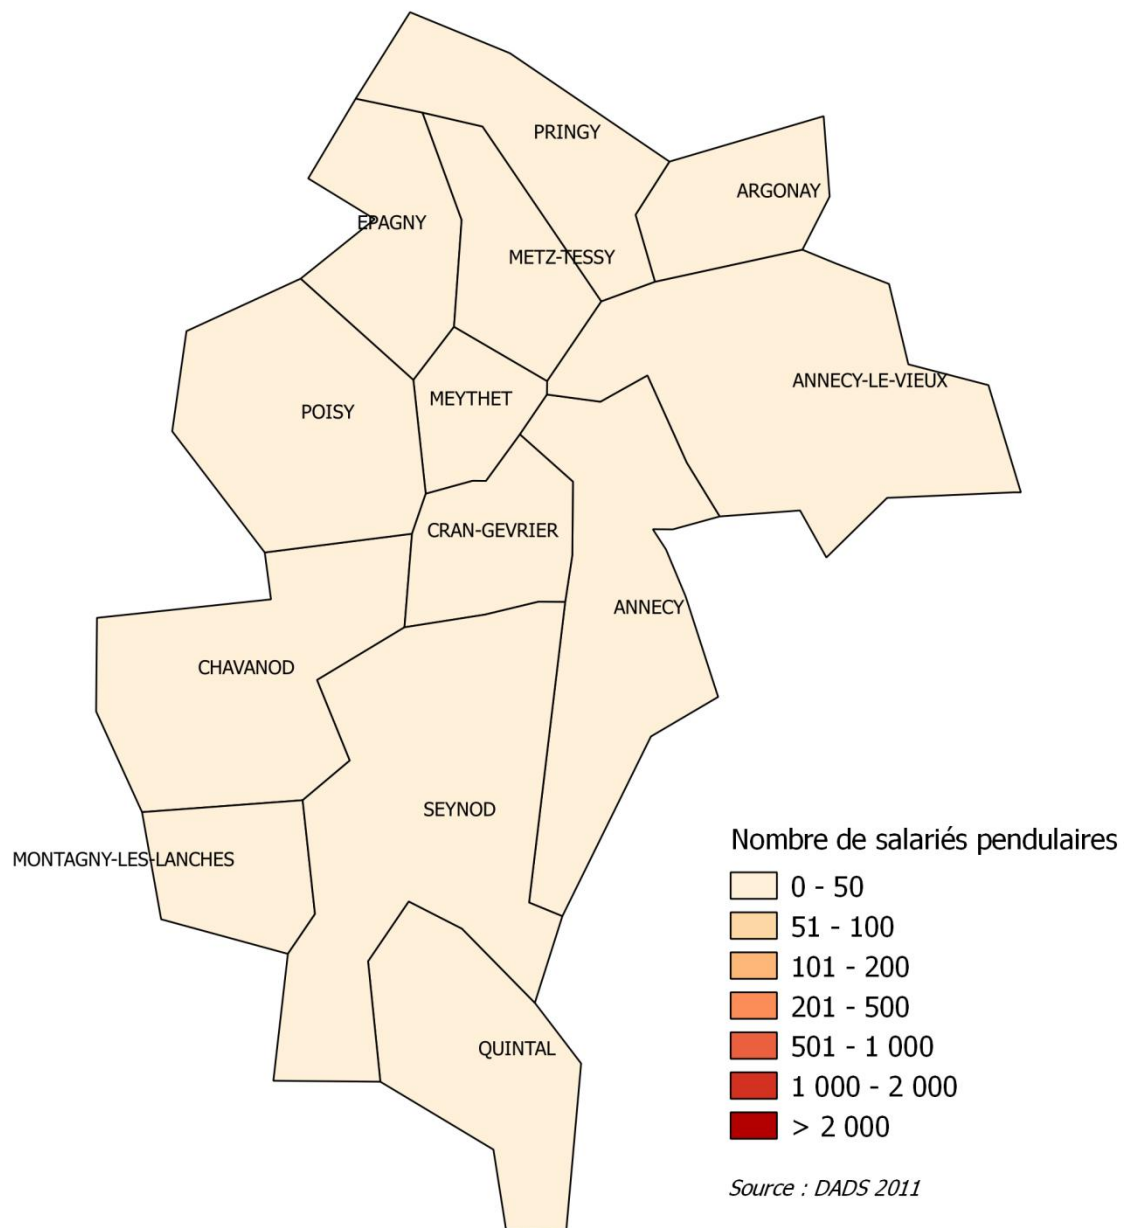 PRINGY
ARGONAY
EPAGNY
METZ-TESSY
ANNECY-LE-VIEUX
MEYTHET
POISY
CRAN-GEVRIER
ANNECY
CHAVANOD
SEYNOD
MONTAGNY-LES-LANCHES
QUINTAL
Nombre de salariés pendulaires
0 - 50
51 - 100
101 - 200
201 - 500
501 - 1 000
1 000 - 2 000
> 2 000
Source : DADS 2011